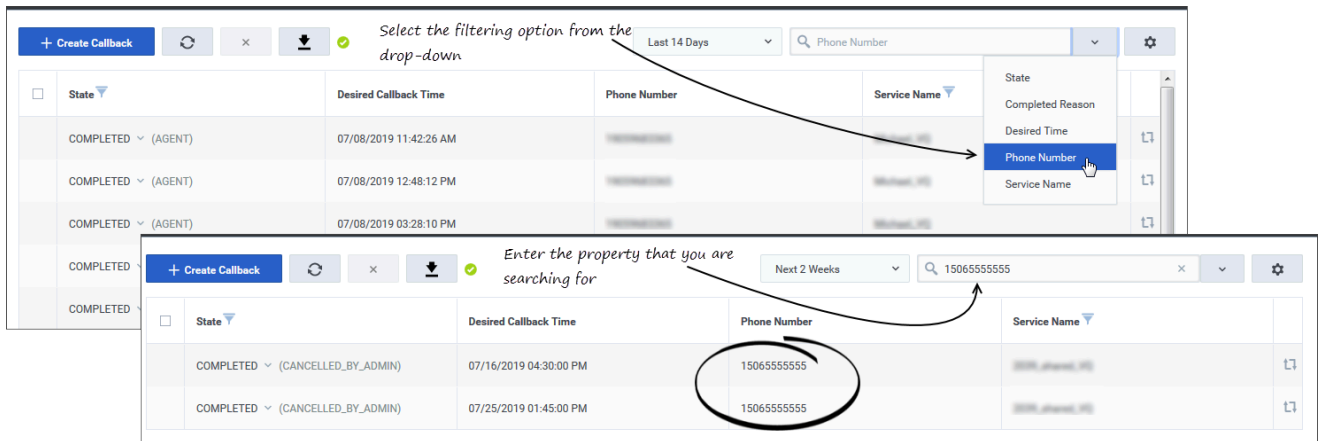 + Create Callback
Select the filtering option from the
drop-down
Last 14 Days
Phone Number
State
Desired Callback Time
Phone Number
Service Name
State
Completed Reason
Desired Time
Phone Number
Service Name
COMPLETED (AGENT) 07/08/2019 11:42:26 AM
COMPLETED (AGENT) 07/08/2019 12:48:12 PM
COMPLETED (AGENT) 07/08/2019 03:28:10 PM
COMPLETED
COMPLETED
+ Create Callback
Enter the property that you are
searching for
Next 2 Weeks
15065555555
State
Desired Callback Time
Phone Number
Service Name
COMPLETED (CANCELLED_BY_ADMIN) 07/16/2019 04:30:00 PM 15065555555
COMPLETED (CANCELLED_BY_ADMIN) 07/25/2019 01:45:00 PM 15065555555